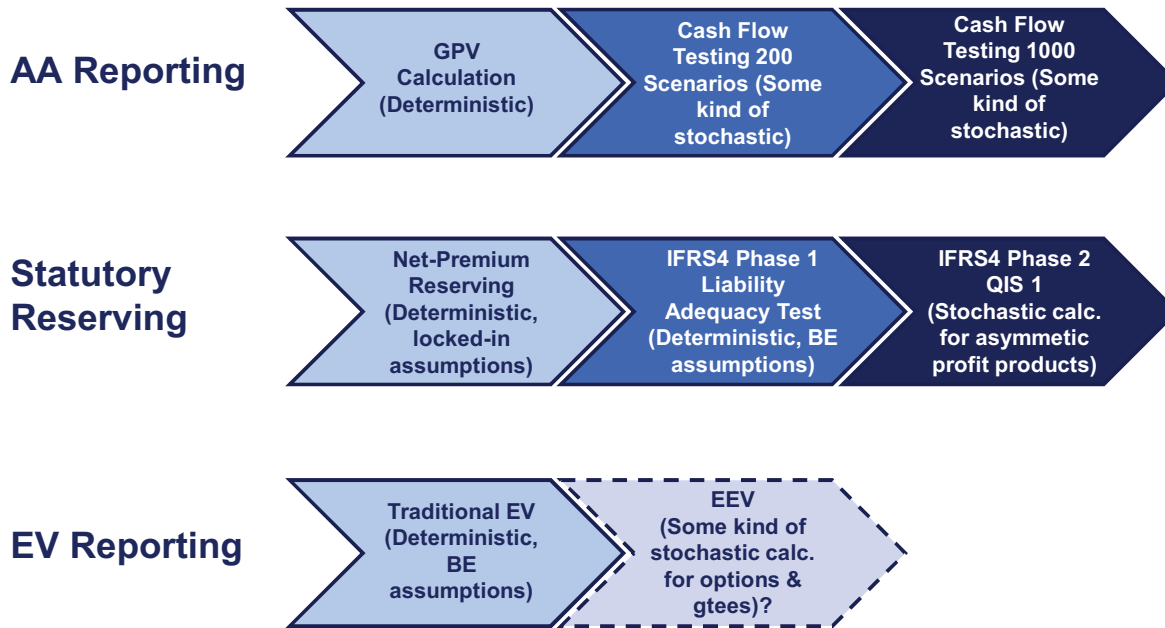 AA Reporting
GPV
Calculation
(Deterministic)
Cash Flow
Testing 200
Scenarios (Some
kind of
stochastic)
Cash Flow
Testing 1000
Scenarios (Some
kind of
stochastic)
Statutory
Reserving
Net-Premium
Reserving
(Deterministic,
locked-in
assumptions)
IFRS4 Phase 1
Liability
Adequacy Test
(Deterministic, BE
assumptions)
IFRS4 Phase 2
QIS 1
(Stochastic calc.
for asymmetic
profit products)
EV Reporting
Traditional EV
(Deterministic,
BE
assumptions)
EEV
(Some kind of
stochastic calc.
for options &
gtees)?